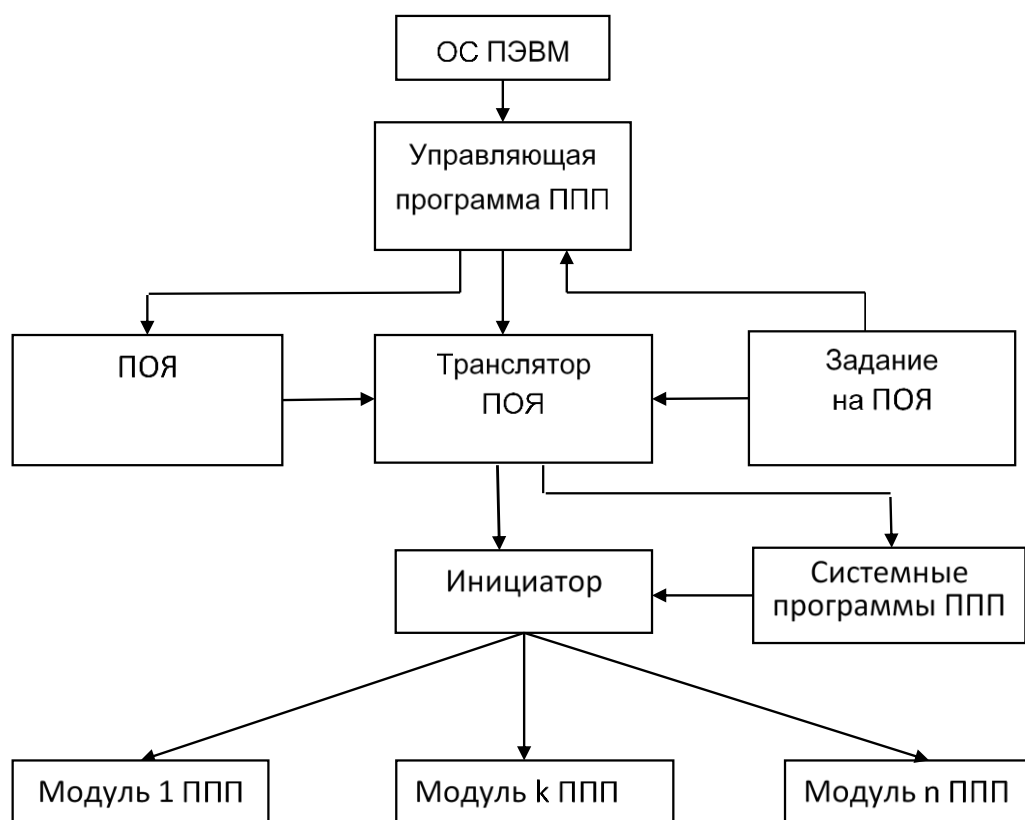 ОС ПЭВМ
Управляющая
программа ППП
ПОЯ
Транслятор
ПОЯ
Задание
на ПОЯ
Инициатор
Системные
программы ППП
Модуль 1 ППП
Модуль k ППП
Модуль n ППП